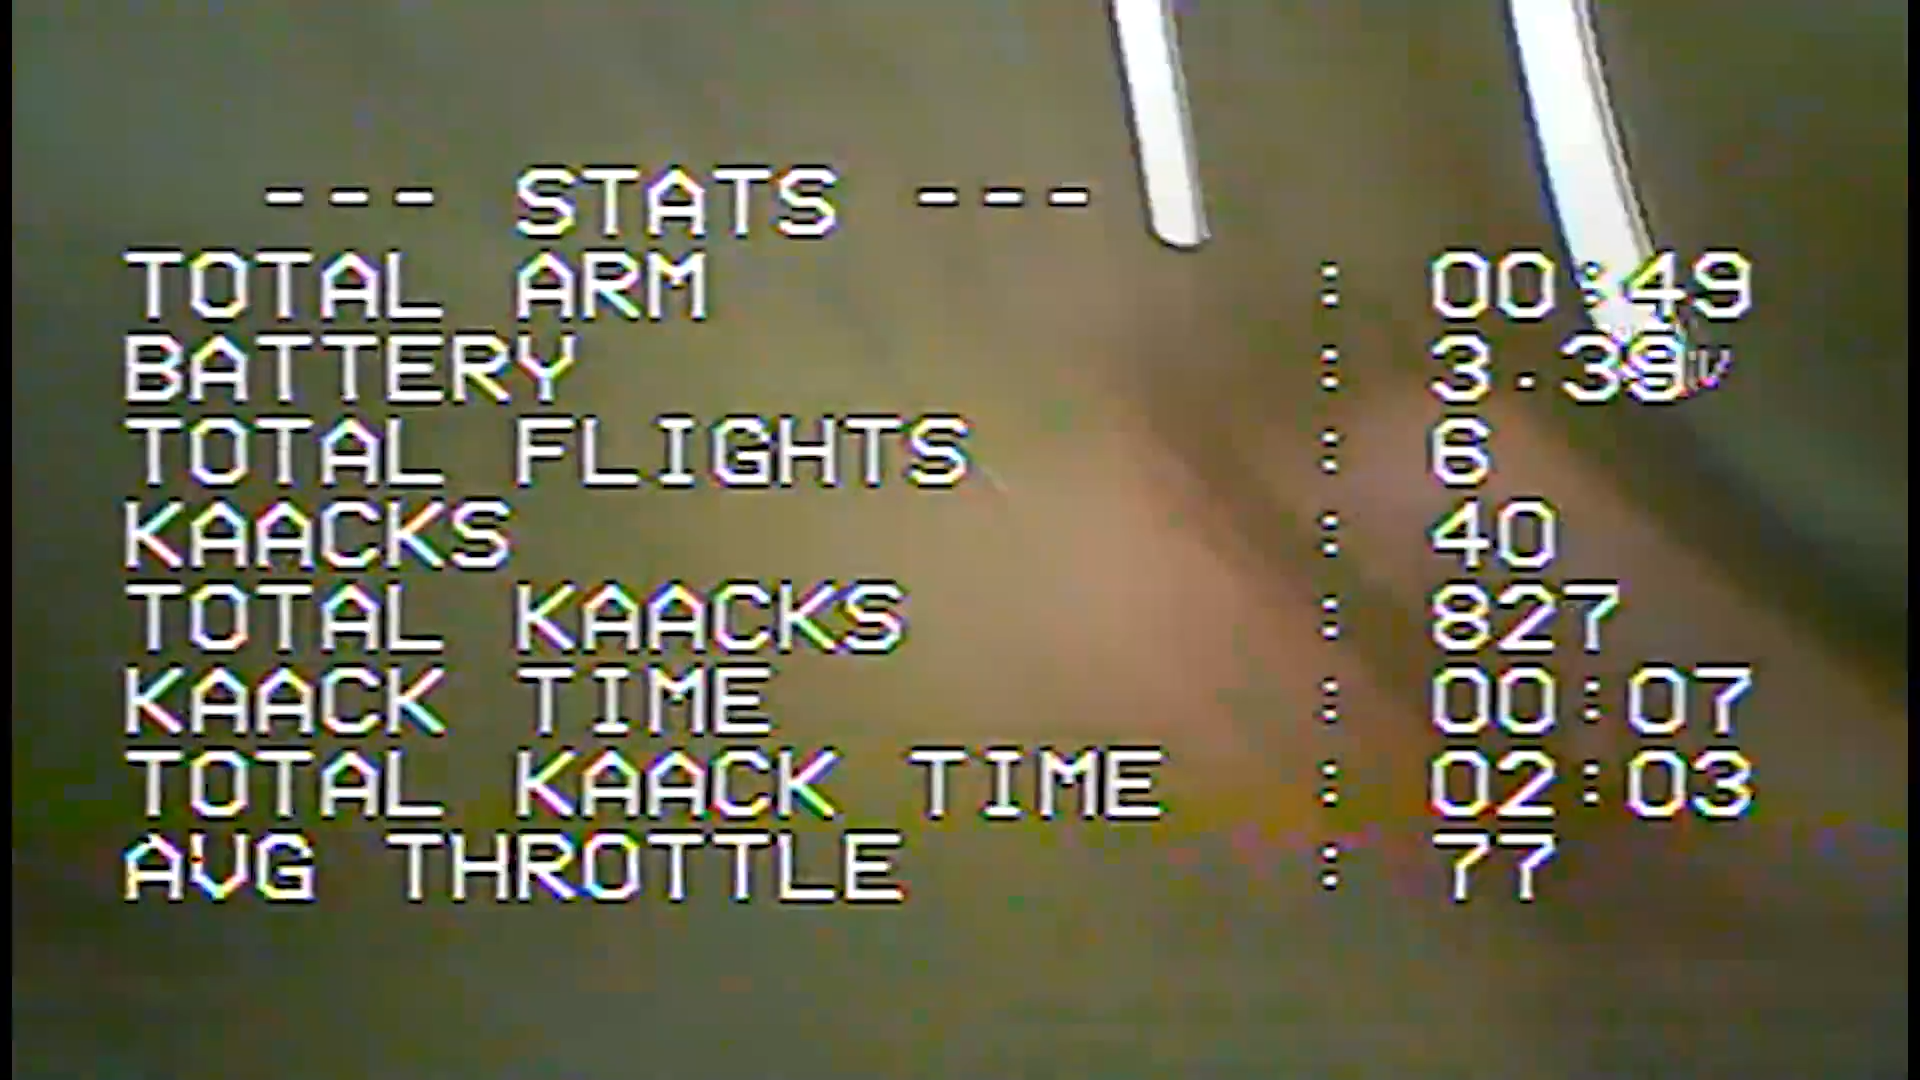 --- STATS ---
TOTAL ARM : 00:49
BATTERY : 3.39V
TOTAL FLIGHTS : 6
KAACKS : 40
TOTAL KAACKS : 827
KAACK TIME : 00:07
TOTAL KAACK TIME : 02:03
AVG THROTTLE : 77